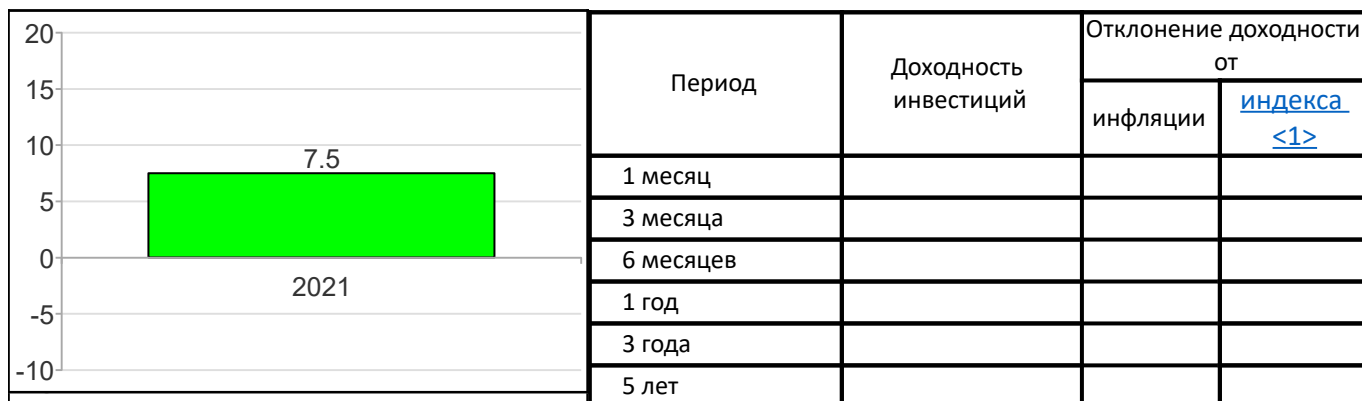 20
15
10
5
0
-5
-10
7.5
2021
Период
Доходность
инвестиций
Отклонение доходности
от
инфляции
индекса
<1>
1 месяц
3 месяца
6 месяцев
1 год
3 года
5 лет